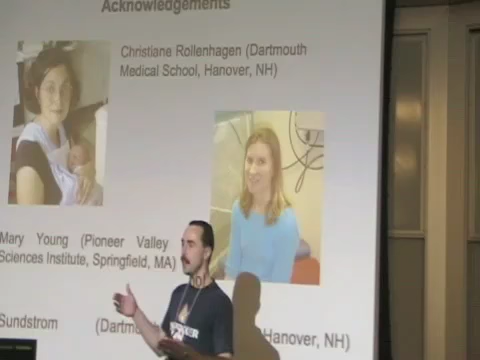 Acknowledgements
Christiane Rollenhagen (Dartmouth
Medical School, Hanover, NH)
Mary Young (Pioneer Valley
Sciences Institute, Springfield, MA)
Sundstrom (Dartm
Hanover, NH)